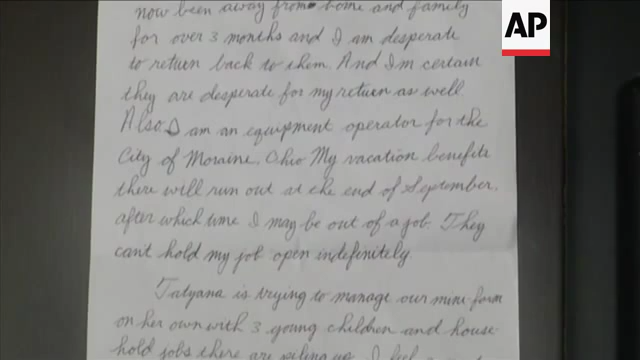 AP
now been away from home and family
for over 3 months and I am desperate
to return back to them. And I'm certain
they are desperate for my return as well.
Also I am an equipment operator for the
City of Moraine, Ohio My vacation benefits
there will run out at the end of September,
after which time I may be out of a job. They
can't hold my job open indefinitely.
Tatyana is trying to manage our mini-farm
on her own with 3 young children and house-
hold jobs there are piling up. I feel